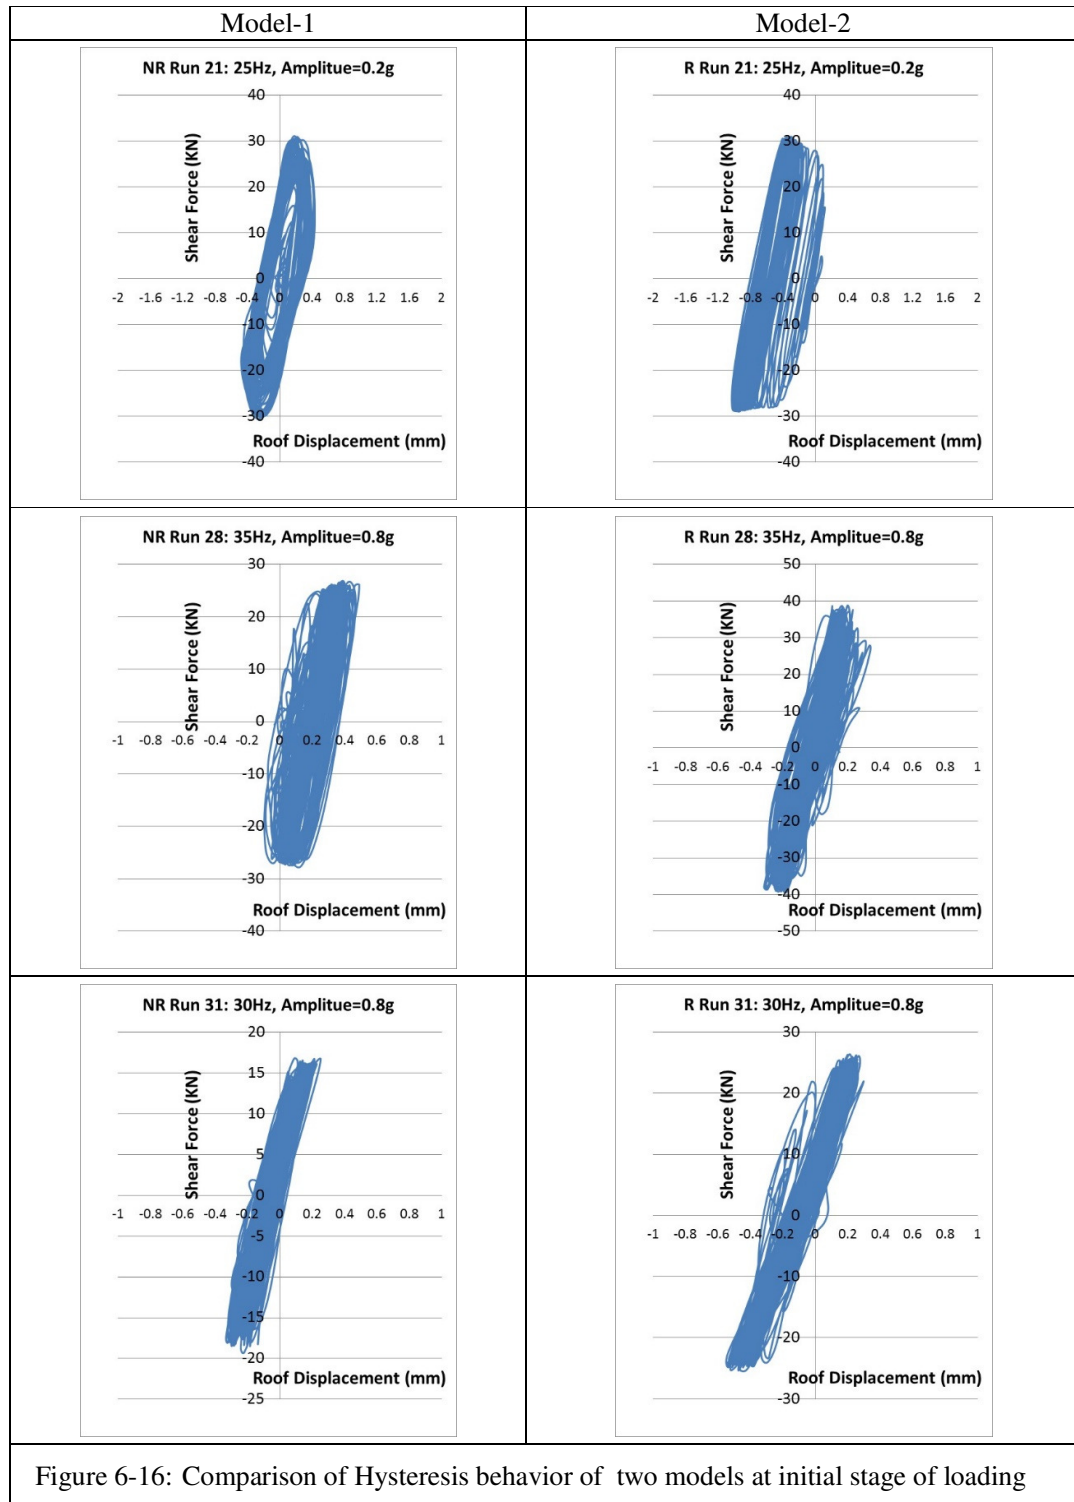 Model-1 Model-2
NR Run 21: 25Hz, Amplitue=0.2g
40
30
20
10
0
-2 -1.6 -1.2 -0.8 -0.4 0 0.4 0.8 1.2 1.6 2
-10
-20
-30
-40
Shear Force (KN)
Roof Displacement (mm)
R Run 21: 25Hz, Amplitue=0.2g
40
30
20
10
0
-2 -1.6 -1.2 -0.8 -0.4 0 0.4 0.8 1.2 1.6 2
-10
-20
-30
-40
Shear Force (KN)
Roof Displacement (mm)
NR Run 28: 35Hz, Amplitue=0.8g
30
20
10
0
-1 -0.8 -0.6 -0.4 -0.2 0 0.2 0.4 0.6 0.8 1
-10
-20
-30
-40
Shear Force (KN)
Roof Displacement (mm)
R Run 28: 35Hz, Amplitue=0.8g
50
40
30
20
10
0
-1 -0.8 -0.6 -0.4 -0.2 0 0.2 0.4 0.6 0.8 1
-10
-20
-30
-40
-50
Shear Force (KN)
Roof Displacement (mm)
NR Run 31: 30Hz, Amplitue=0.8g
20
15
10
5
0
-1 -0.8 -0.6 -0.4 -0.2 0 0.2 0.4 0.6 0.8 1
-5
-10
-15
-20
-25
Shear Force (KN)
Roof Displacement (mm)
R Run 31: 30Hz, Amplitue=0.8g
30
20
10
0
-1 -0.8 -0.6 -0.4 -0.2 0 0.2 0.4 0.6 0.8 1
-10
-20
-30
Shear Force (KN)
Roof Displacement (mm)
Figure 6-16: Comparison of Hysteresis behavior of two models at initial stage of loading